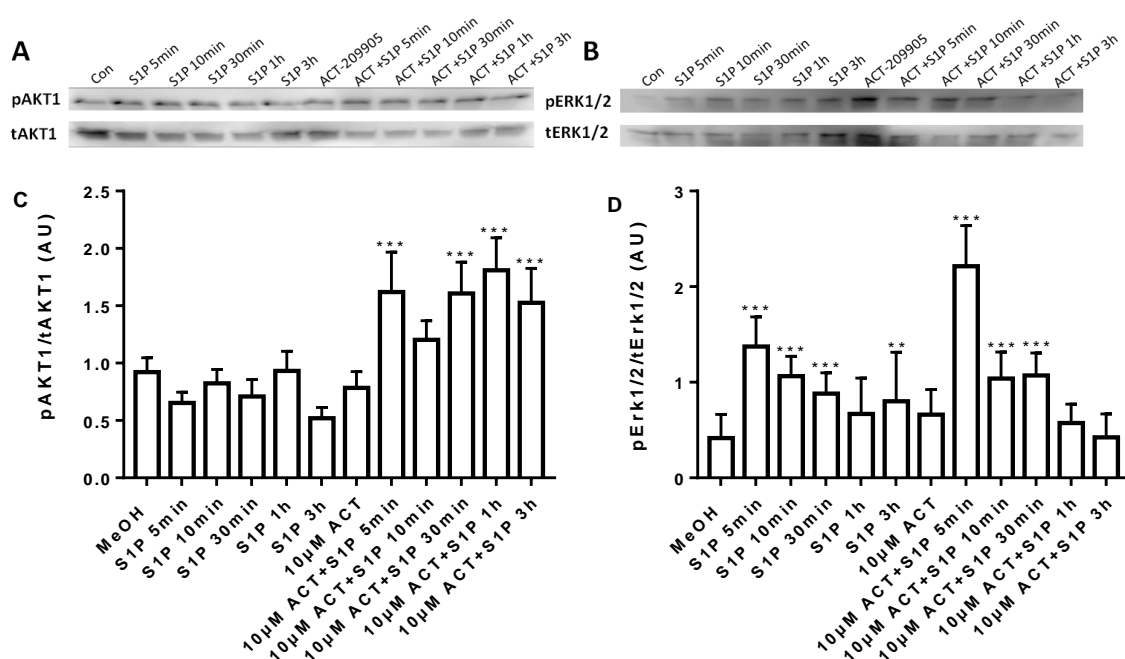 A
Con
S1P 5min
S1P 10min
S1P 30min
S1P 1h
S1P 3h
ACT-209905
ACT +S1P 5min
ACT +S1P 10min
ACT +S1P 30min
ACT +S1P 1h
ACT +S1P 3h
pAKT1
tAKT1
B
Con
S1P 5min
S1P 10min
S1P 30min
S1P 1h
S1P 3h
ACT-209905
ACT +S1P 5min
ACT +S1P 10min
ACT +S1P 30min
ACT +S1P 1h
ACT +S1P 3h
pERK1/2
tERK1/2
C
pAKT1/tAKT1 (AU)
2.5
2.0
1.5
1.0
0.5
0.0
***
***
***
***
MeOH
S1P 5min
S1P 10min
S1P 30min
S1P 1h
S1P 3h
10µM ACT
10µM ACT+S1P 5min
10µM ACT+S1P 10min
10µM ACT+S1P 30min
10µM ACT+S1P 1h
10µM ACT+S1P 3h
D
pErk1/2/tErk1/2 (AU)
3
2
1
0
***
***
***
**
***
***
***
MeOH
S1P 5min
S1P 10min
S1P 30min
S1P 1h
S1P 3h
10µM ACT
10µM ACT+S1P 5min
10µM ACT+S1P 10min
10µM ACT+S1P 30min
10µM ACT+S1P 1h
10µM ACT+S1P 3h